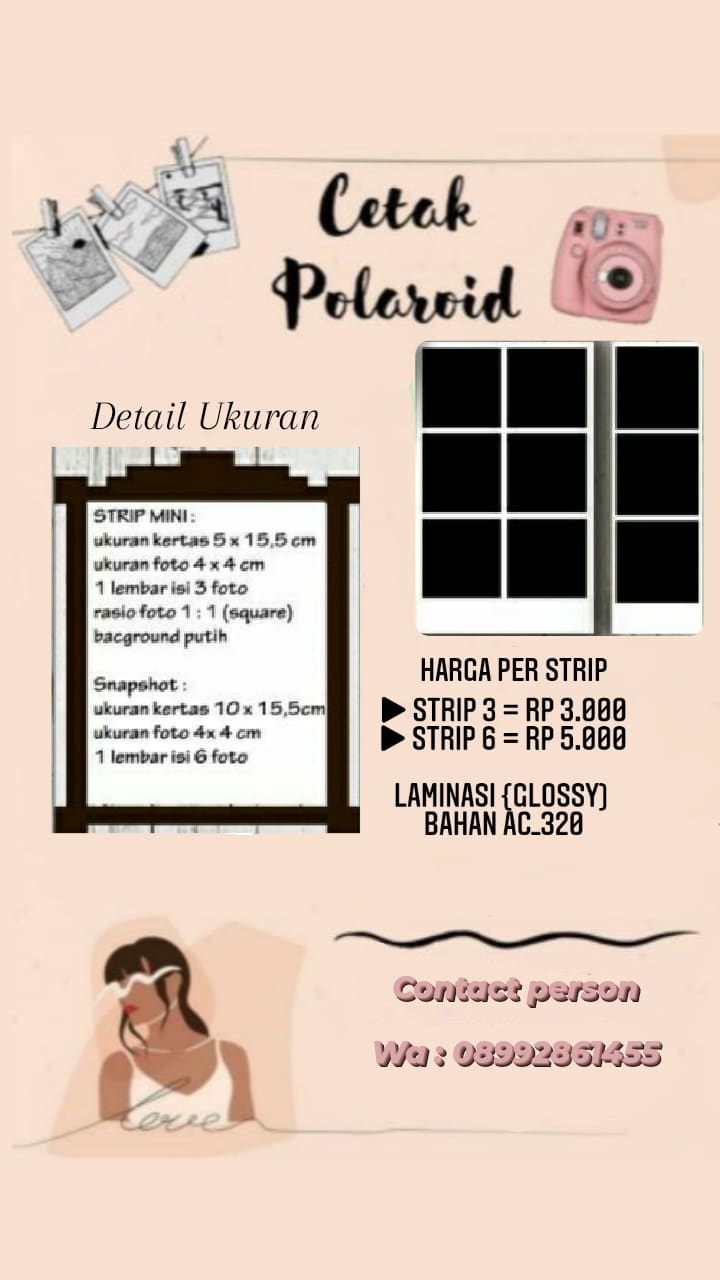 Cetak
Polaroid
Detail Ukuran
STRIP MINI :
ukuran kertas 5 x 15,5 cm
ukuran foto 4 x 4 cm
1 lembar isi 3 foto
rasio foto 1 : 1 (square)
bacground putih
Snapshot :
ukuran kertas 10 x 15,5cm
ukuran foto 4x 4 cm
1 lembar isi 6 foto
HARGA PER STRIP
▶ STRIP 3 = RP 3.000
▶ STRIP 6 = RP 5.000
LAMINASI {GLOSSY)
BAHAN AC_320
Contact person
Wa : 08992861455
love